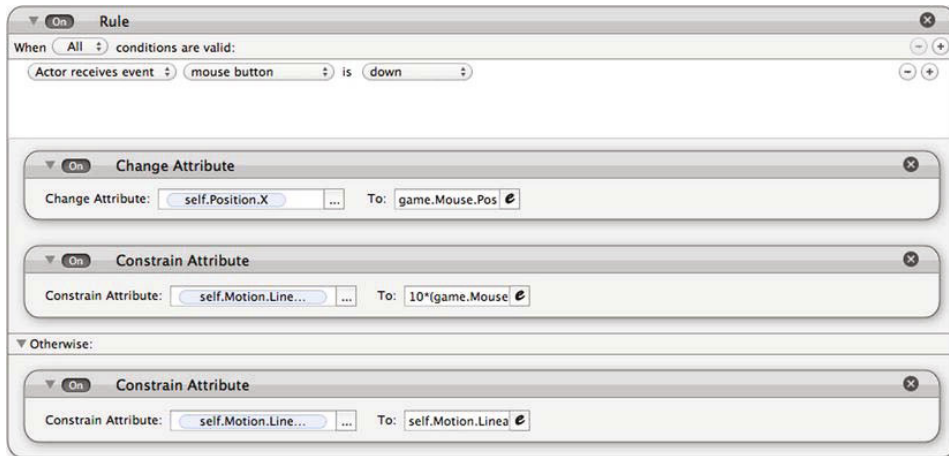 On Rule
When All conditions are valid:
Actor receives event mouse button is down
On Change Attribute
Change Attribute: self.Position.X ... To: game.Mouse.Pos e
On Constrain Attribute
Constrain Attribute: self.Motion.Line... ... To: 10*(game.Mouse e
Otherwise:
On Constrain Attribute
Constrain Attribute: self.Motion.Line... ... To: self.Motion.Linea e